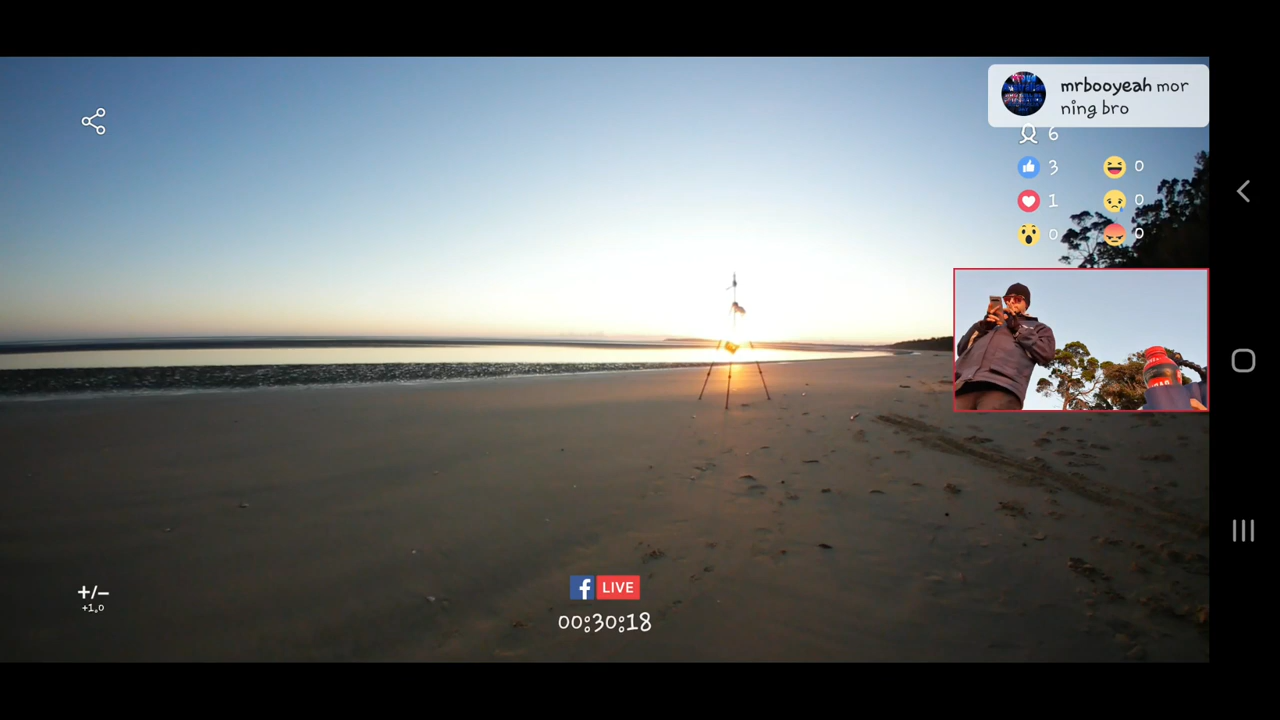 mrbooyeah mor
ning bro
6
3 0
1 0
0 0
+/-
+1.0
f LIVE
00:30:18